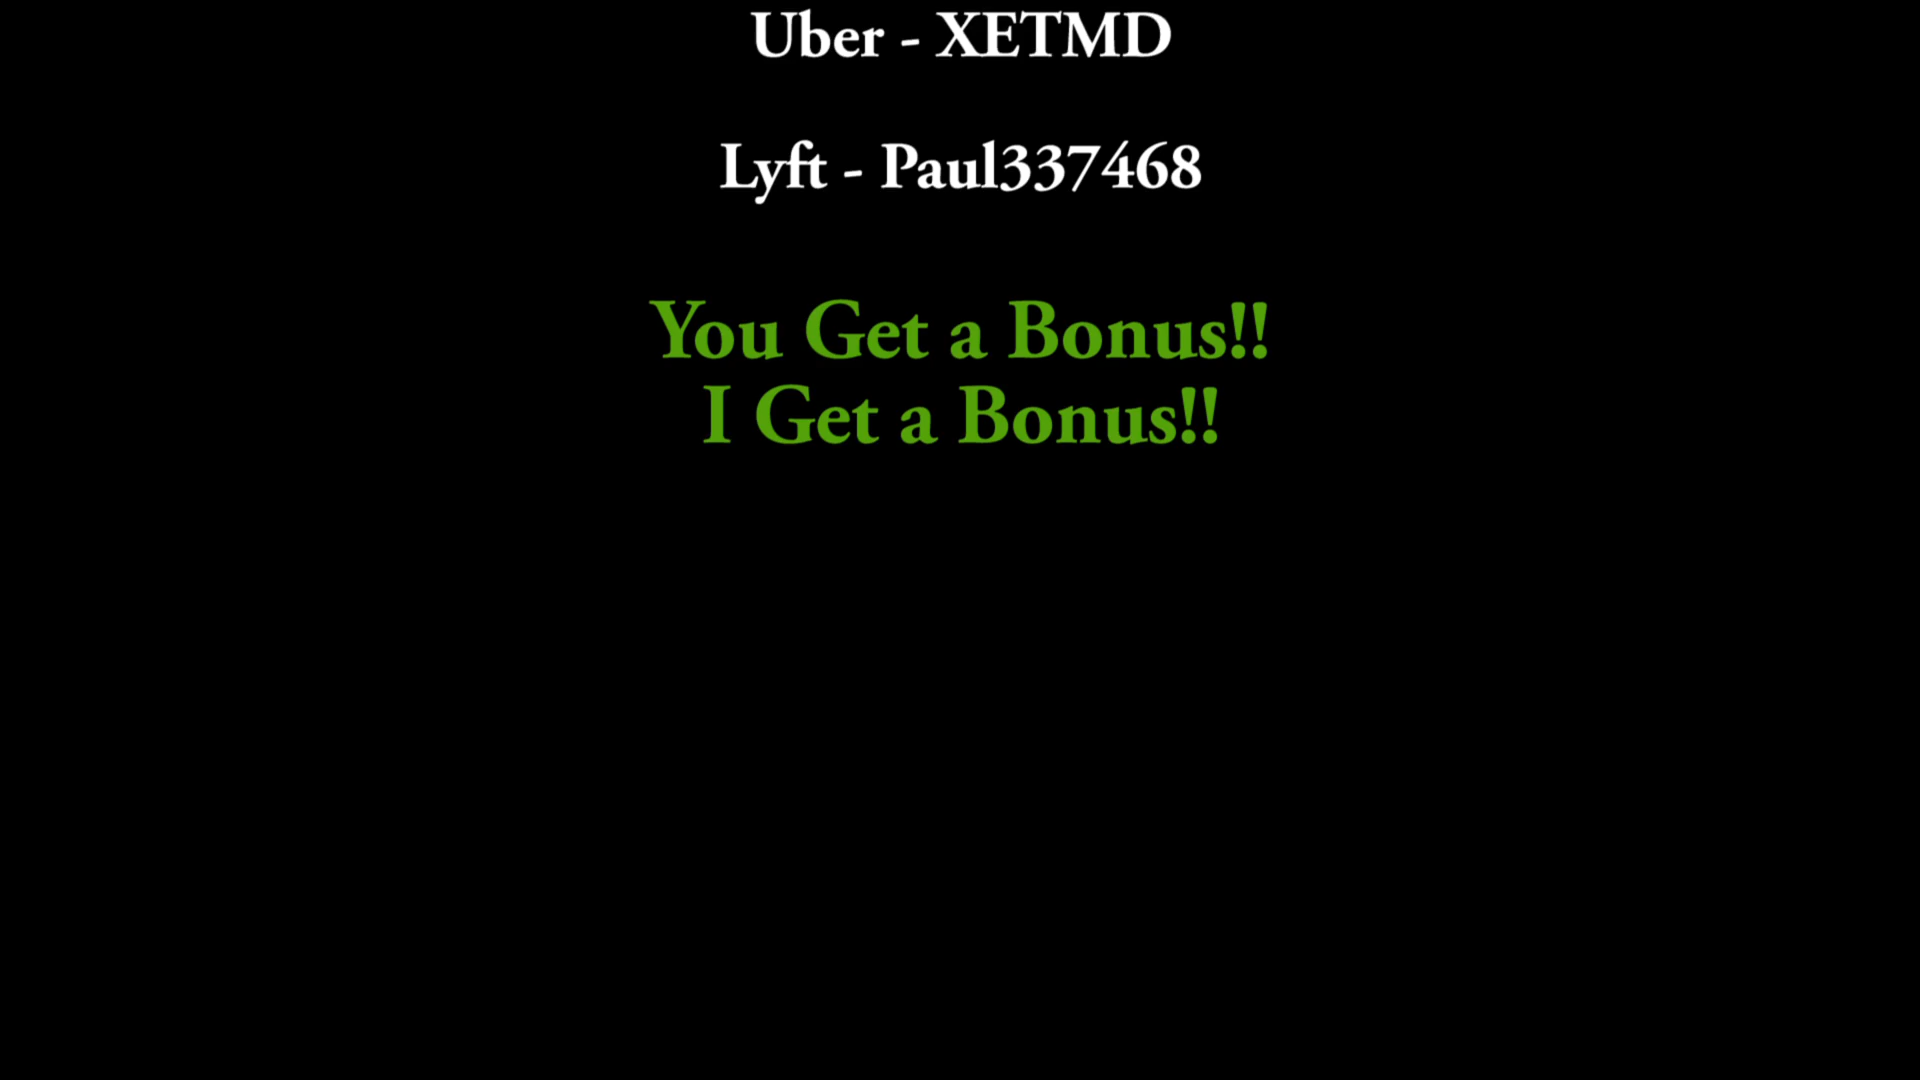 Uber - XETMD
Lyft - Paul337468
You Get a Bonus!!
I Get a Bonus!!